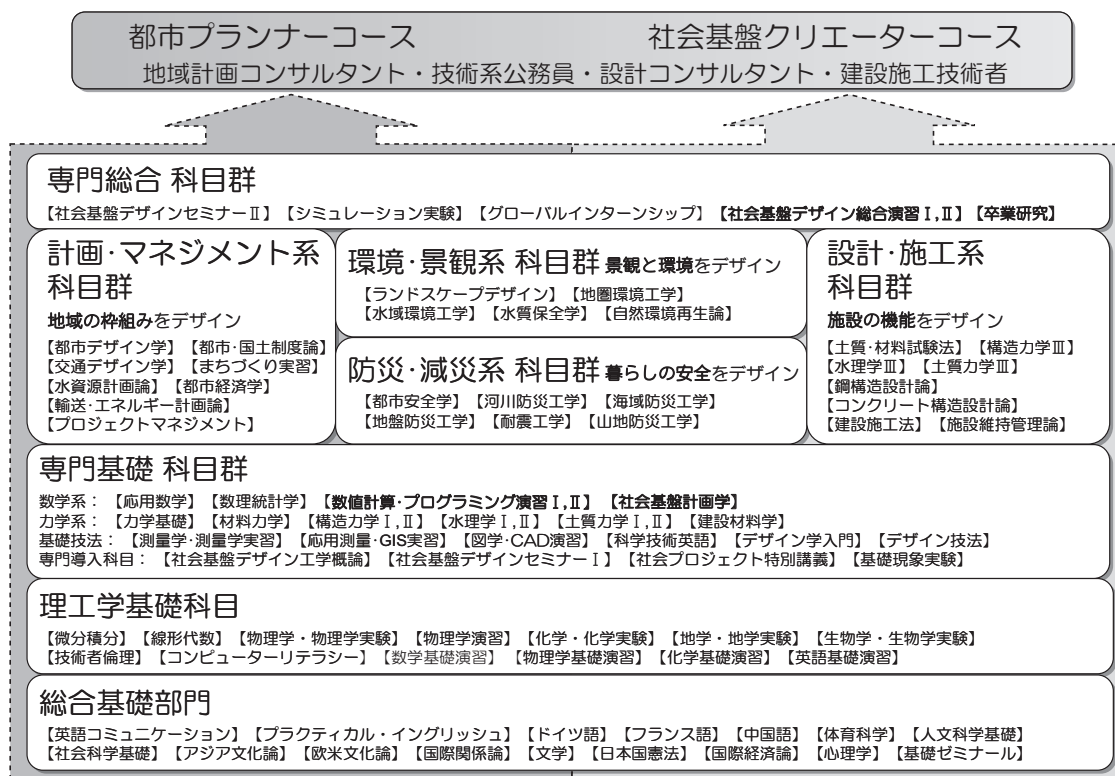 都市プランナーコース　社会基盤クリエーターコース
地域計画コンサルタント・技術系公務員・設計コンサルタント・建設施工技術者
専門総合 科目群
【社会基盤デザインセミナーⅡ】【シミュレーション実験】【グローバルインターンシップ】【社会基盤デザイン総合演習Ⅰ,Ⅱ】【卒業研究】
計画・マネジメント系
科目群
地域の枠組みをデザイン
【都市デザイン学】【都市・国土制度論】
【交通デザイン学】【まちづくり実習】
【水資源計画論】【都市経済学】
【輸送・エネルギー計画論】
【プロジェクトマネジメント】
環境・景観系 科目群 景観と環境をデザイン
【ランドスケープデザイン】【地圏環境工学】
【水域環境工学】【水質保全学】【自然環境再生論】
防災・減災系 科目群 暮らしの安全をデザイン
【都市安全学】【河川防災工学】【海域防災工学】
【地盤防災工学】【耐震工学】【山地防災工学】
設計・施工系
科目群
施設の機能をデザイン
【土質・材料試験法】【構造力学Ⅲ】
【水理学Ⅲ】【土質力学Ⅲ】
【鋼構造設計論】
【コンクリート構造設計論】
【建設施工法】【施設維持管理論】
専門基礎 科目群
数学系：【応用数学】【数理統計学】【数値計算・プログラミング演習Ⅰ,Ⅱ】【社会基盤計画学】
力学系：【力学基礎】【材料力学】【構造力学Ⅰ,Ⅱ】【水理学Ⅰ,Ⅱ】【土質力学Ⅰ,Ⅱ】【建設材料学】
基礎技法：【測量学・測量学実習】【応用測量・GIS実習】【図学・CAD演習】【科学技術英語】【デザイン学入門】【デザイン技法】
専門導入科目：【社会基盤デザイン工学概論】【社会基盤デザインセミナーⅠ】【社会プロジェクト特別講義】【基礎現象実験】
理工学基礎科目
【微分積分】【線形代数】【物理学・物理学実験】【物理学演習】【化学・化学実験】【地学・地学実験】【生物学・生物学実験】
【技術者倫理】【コンピューターリテラシー】【数学基礎演習】【物理学基礎演習】【化学基礎演習】【英語基礎演習】
総合基礎部門
【英語コミュニケーション】【プラクティカル・イングリッシュ】【ドイツ語】【フランス語】【中国語】【体育科学】【人文科学基礎】
【社会科学基礎】【アジア文化論】【欧米文化論】【国際関係論】【文学】【日本国憲法】【国際経済論】【心理学】【基礎ゼミナール】